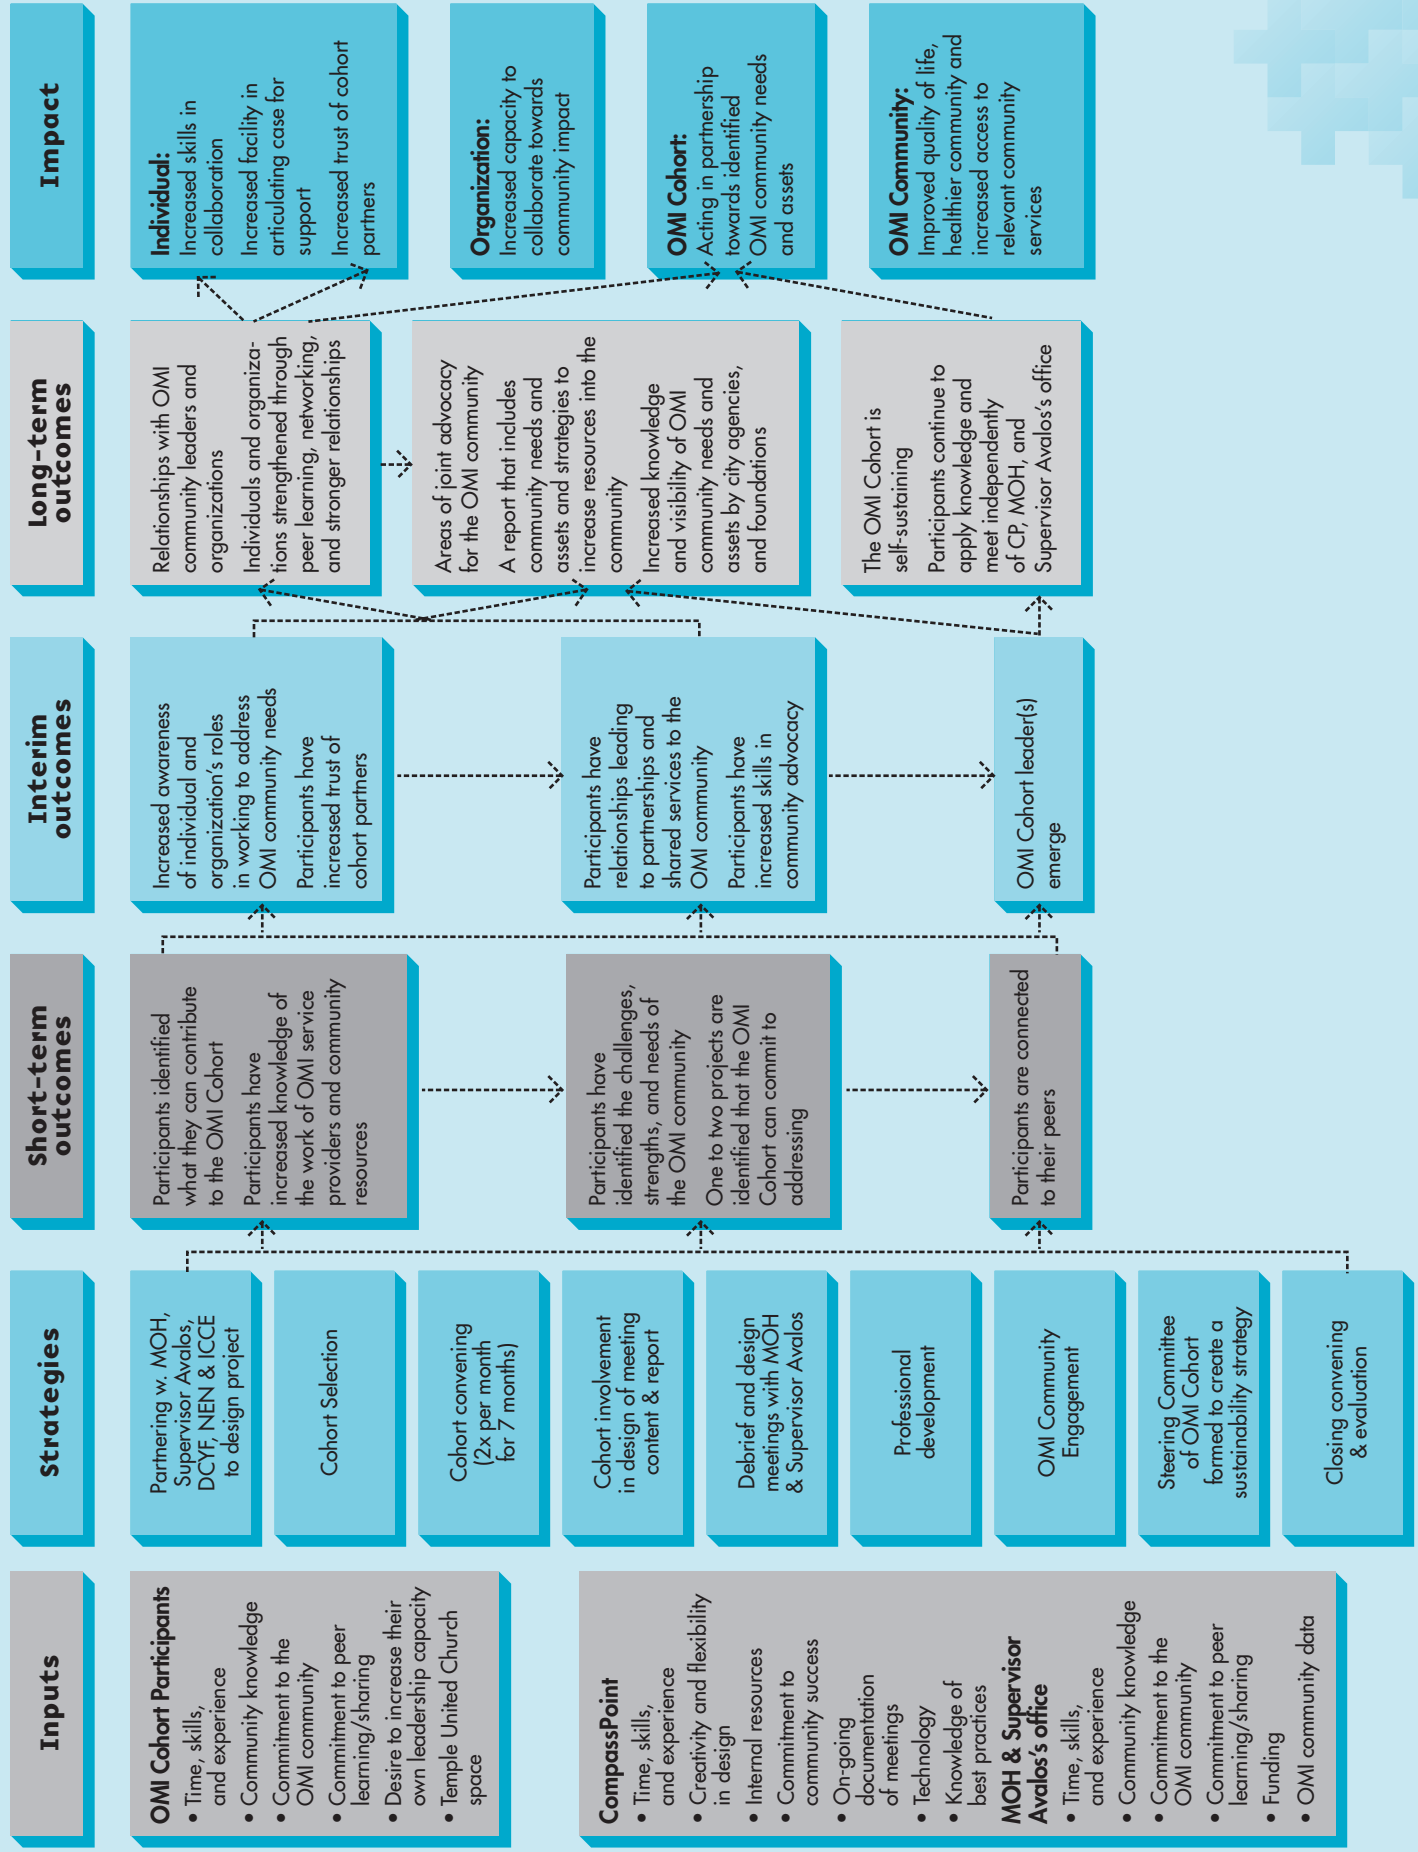 Inputs
OMI Cohort Participants
• Time, skills,
and experience
• Community knowledge
• Commitment to the
OMI community
• Commitment to peer
learning/sharing
• Desire to increase their
own leadership capacity
• Temple United Church
space
CompassPoint
• Time, skills,
and experience
• Creativity and flexibility
in design
• Internal resources
• Commitment to
community success
• On-going
documentation
of meetings
• Technology
• Knowledge of
best practices
MOH & Supervisor
Avalos's office
• Time, skills,
and experience
• Community knowledge
• Commitment to the
OMI community
• Commitment to peer
learning/sharing
• Funding
• OMI community data
Strategies
Partnering w. MOH,
Supervisor Avalos,
DCYF, NEN & ICCE
to design project
Cohort Selection
Cohort convening
(2x per month
for 7 months)
Cohort involvement
in design of meeting
content & report
Debrief and design
meetings with MOH
& Supervisor Avalos
Professional
development
OMI Community
Engagement
Steering Committee
of OMI Cohort
formed to create a
sustainability strategy
Closing convening
& evaluation
Short-term
outcomes
Participants identified
what they can contribute
to the OMI Cohort
Participants have
increased knowledge of
the work of OMI service
providers and community
resources
Participants have
identified the challenges,
strengths, and needs of
the OMI community
One to two projects are
identified that the OMI
Cohort can commit to
addressing
Participants are connected
to their peers
Interim
outcomes
Increased awareness
of individual and
organization's roles
in working to address
OMI community needs
Participants have
increased trust of
cohort partners
Participants have
relationships leading
to partnerships and
shared services to the
OMI community
Participants have
increased skills in
community advocacy
OMI Cohort leader(s)
emerge
Long-term
outcomes
Relationships with OMI
community leaders and
organizations
Individuals and organiza-
tions strengthened through
peer learning, networking,
and stronger relationships
Areas of joint advocacy
for the OMI community
A report that includes
community needs and
assets and strategies to
increase resources into the
community
Increased knowledge
and visibility of OMI
community needs and
assets by city agencies,
and foundations
The OMI Cohort is
self-sustaining
Participants continue to
apply knowledge and
meet independently
of CP, MOH, and
Supervisor Avalos's office
Impact
Individual:
Increased skills in
collaboration
Increased facility in
articulating case for
support
Increased trust of cohort
partners
Organization:
Increased capacity to
collaborate towards
community impact
OMI Cohort:
Acting in partnership
towards identified
OMI community needs
and assets
OMI Community:
Improved quality of life,
healthier community and
increased access to
relevant community
services